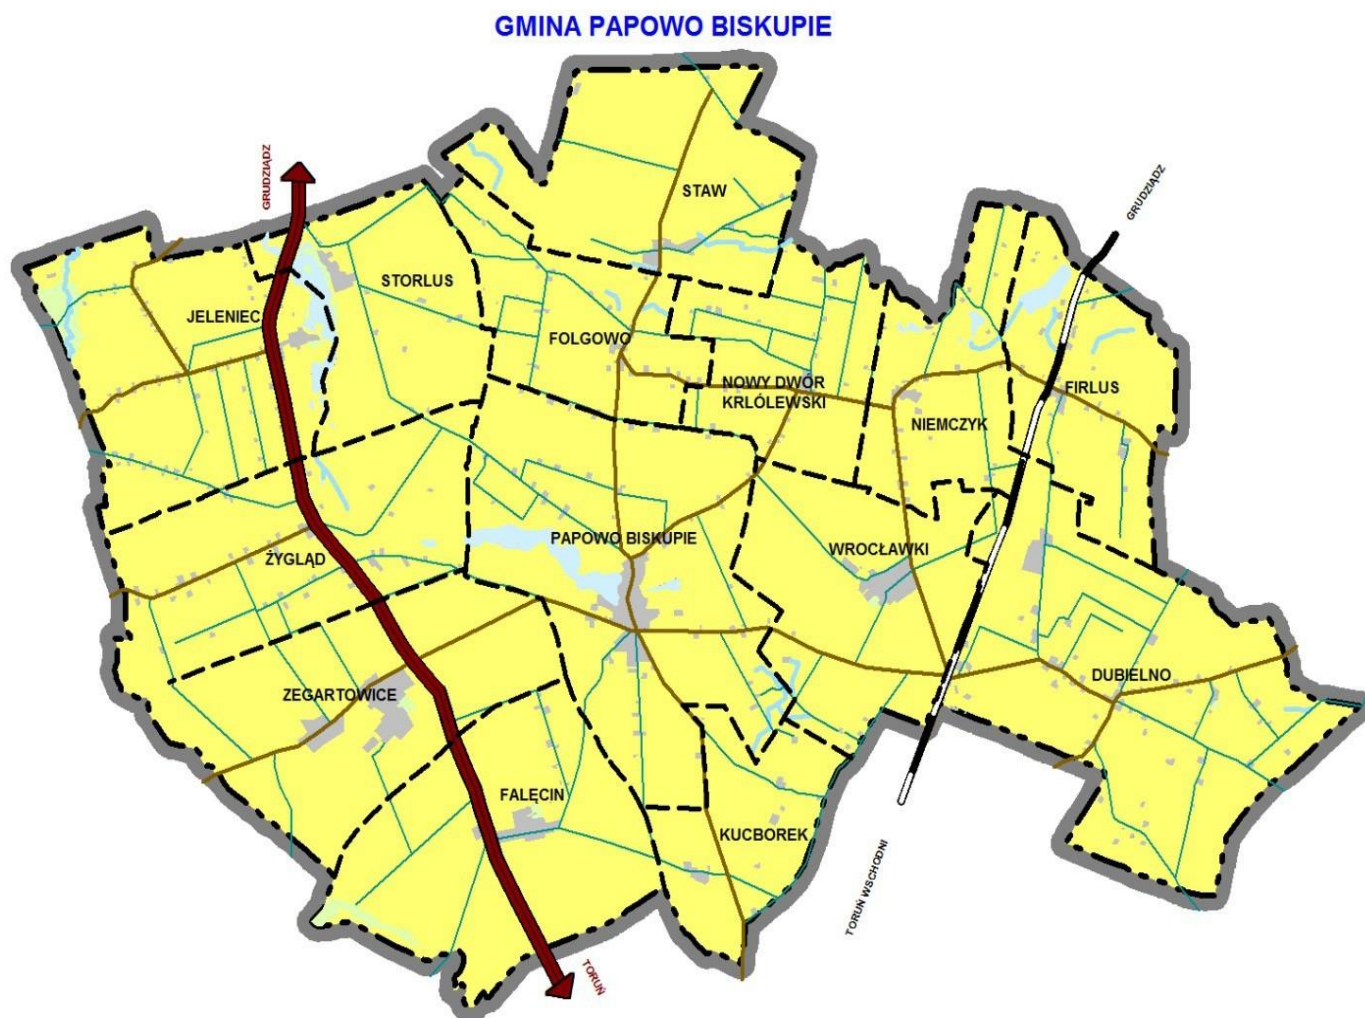 GMINA PAPOWO BISKUPIE
GRUDZIĄDZ
GRUDZIĄDZ
STAW
STORLUS
JELENIEC
FOLGOWO
NOWY DWÓR
KRLÓLEWSKI
FIRLUS
NIEMCZYK
PAPOWO BISKUPIE
WROCŁAWKI
ŻYGLĄD
DUBIELNO
ZEGARTOWICE
FALĘCIN
KUCBOREK
TORUŃ WSCHODNI
TORUŃ